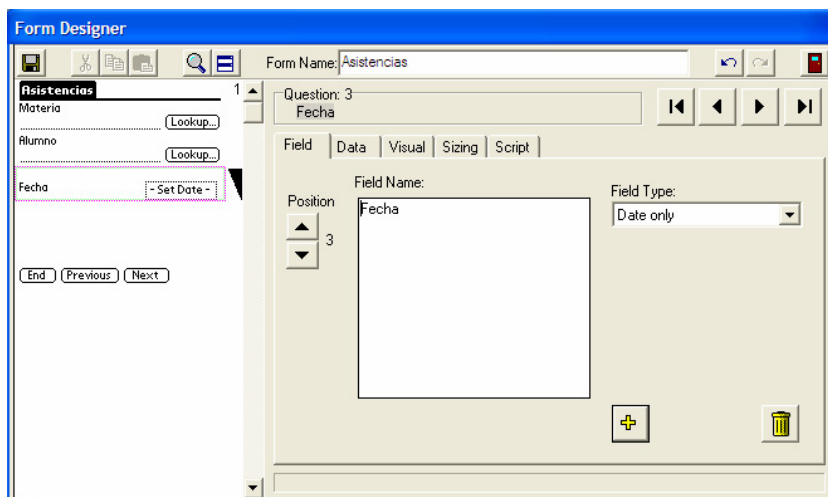 Form Designer
Form Name: Asistencias
Asistencias 1
Materia
Lookup...
Alumno
Lookup...
Fecha - Set Date -
End Previous Next
Question: 3
Fecha
Field Data Visual Sizing Script
Position
3
Field Name:
Fecha
Field Type:
Date only